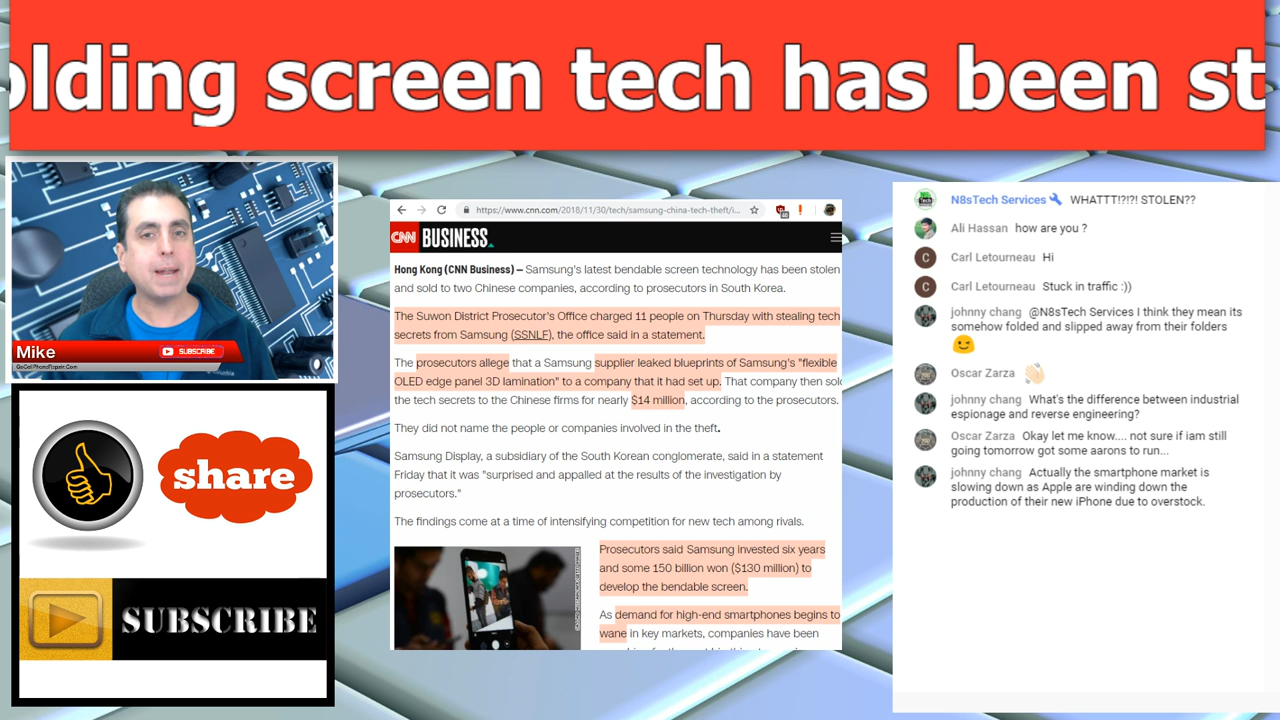 olding screen tech has been st
Mike
SUBSCRIBE
GoCellPhoneRepair.Com
share
SUBSCRIBE
https://www.cnn.com/2018/11/30/tech/samsung-china-tech-theft/i...
CNN BUSINESS
Hong Kong (CNN Business) — Samsung's latest bendable screen technology has been stolen
and sold to two Chinese companies, according to prosecutors in South Korea.
The Suwon District Prosecutor's Office charged 11 people on Thursday with stealing tech
secrets from Samsung (SSNLF), the office said in a statement.
The prosecutors allege that a Samsung supplier leaked blueprints of Samsung's "flexible
OLED edge panel 3D lamination" to a company that it had set up. That company then sol
the tech secrets to the Chinese firms for nearly $14 million, according to the prosecutors.
They did not name the people or companies involved in the theft.
Samsung Display, a subsidiary of the South Korean conglomerate, said in a statement
Friday that it was "surprised and appalled at the results of the investigation by
prosecutors."
The findings come at a time of intensifying competition for new tech among rivals.
Prosecutors said Samsung invested six years
and some 150 billion won ($130 million) to
develop the bendable screen.
As demand for high-end smartphones begins to
wane in key markets, companies have been
N8sTech Services WHATTT!?!?! STOLEN??
Ali Hassan how are you ?
C Carl Letourneau Hi
C Carl Letourneau Stuck in traffic :))
johnny chang @N8sTech Services I think they mean its
somehow folded and slipped away from their folders
Oscar Zarza
johnny chang What's the difference between industrial
espionage and reverse engineering?
Oscar Zarza Okay let me know.... not sure if iam still
going tomorrow got some aarons to run...
johnny chang Actually the smartphone market is
slowing down as Apple are winding down the
production of their new iPhone due to overstock.